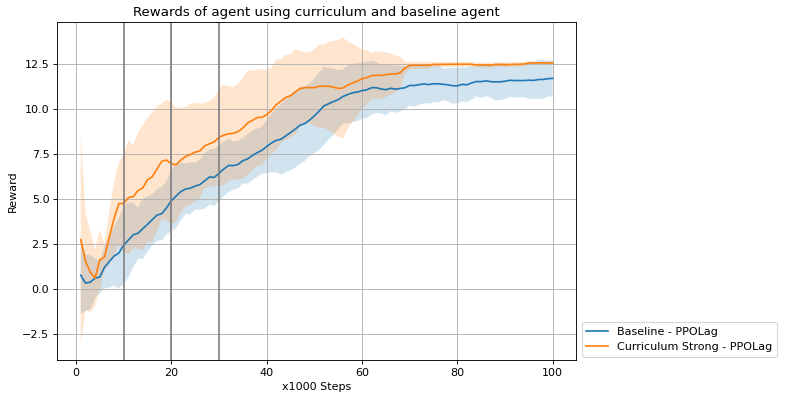 Rewards of agent using curriculum and baseline agent
Reward
12.5
10.0
7.5
5.0
2.5
0.0
−2.5
0 20 40 60 80 100
x1000 Steps
Baseline - PPOLag
Curriculum Strong - PPOLag